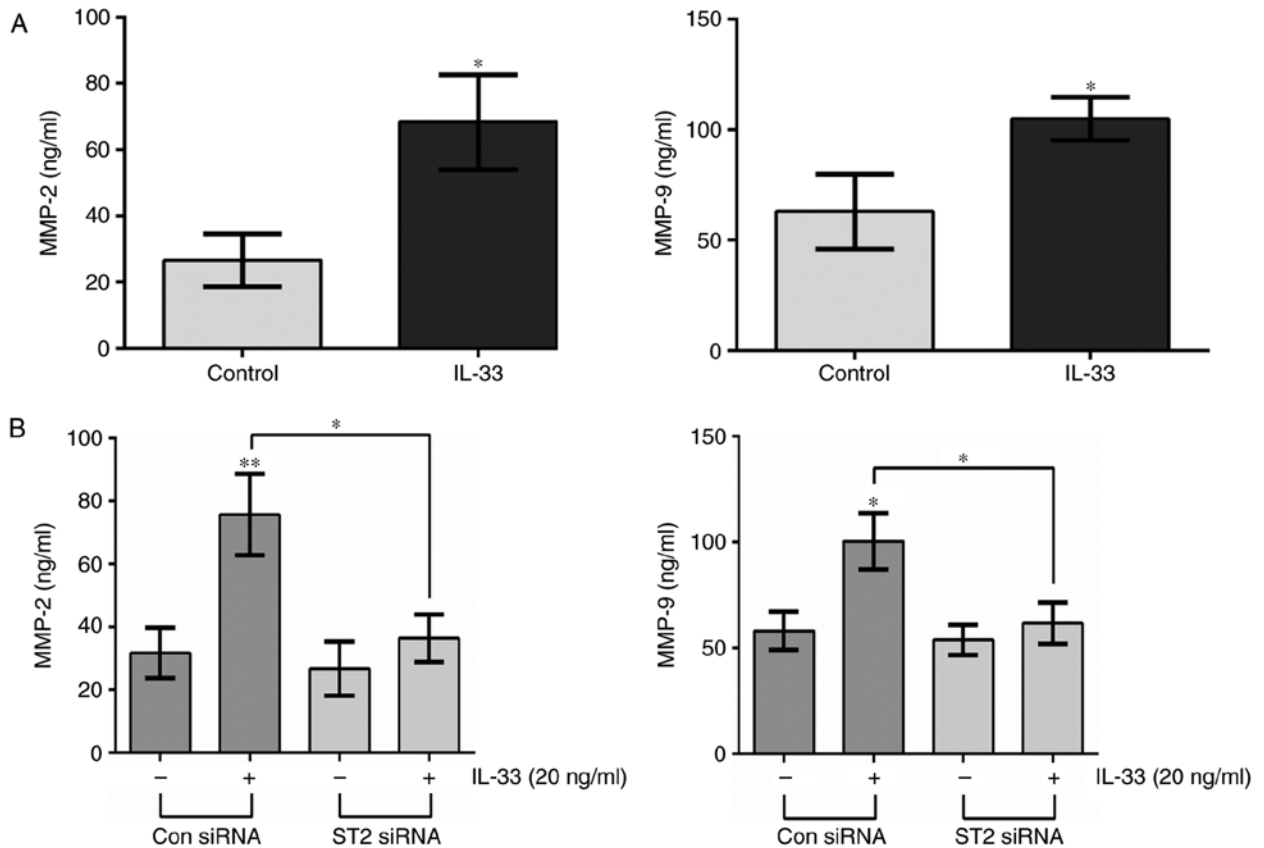 A
MMP-2 (ng/ml)
100
80
60
40
20
0
*
Control
IL-33
MMP-9 (ng/ml)
150
100
50
0
*
Control
IL-33
B
MMP-2 (ng/ml)
100
80
60
40
20
0
*
**
− + − + IL-33 (20 ng/ml)
Con siRNA ST2 siRNA
MMP-9 (ng/ml)
150
100
50
0
*
*
− + − + IL-33 (20 ng/ml)
Con siRNA ST2 siRNA